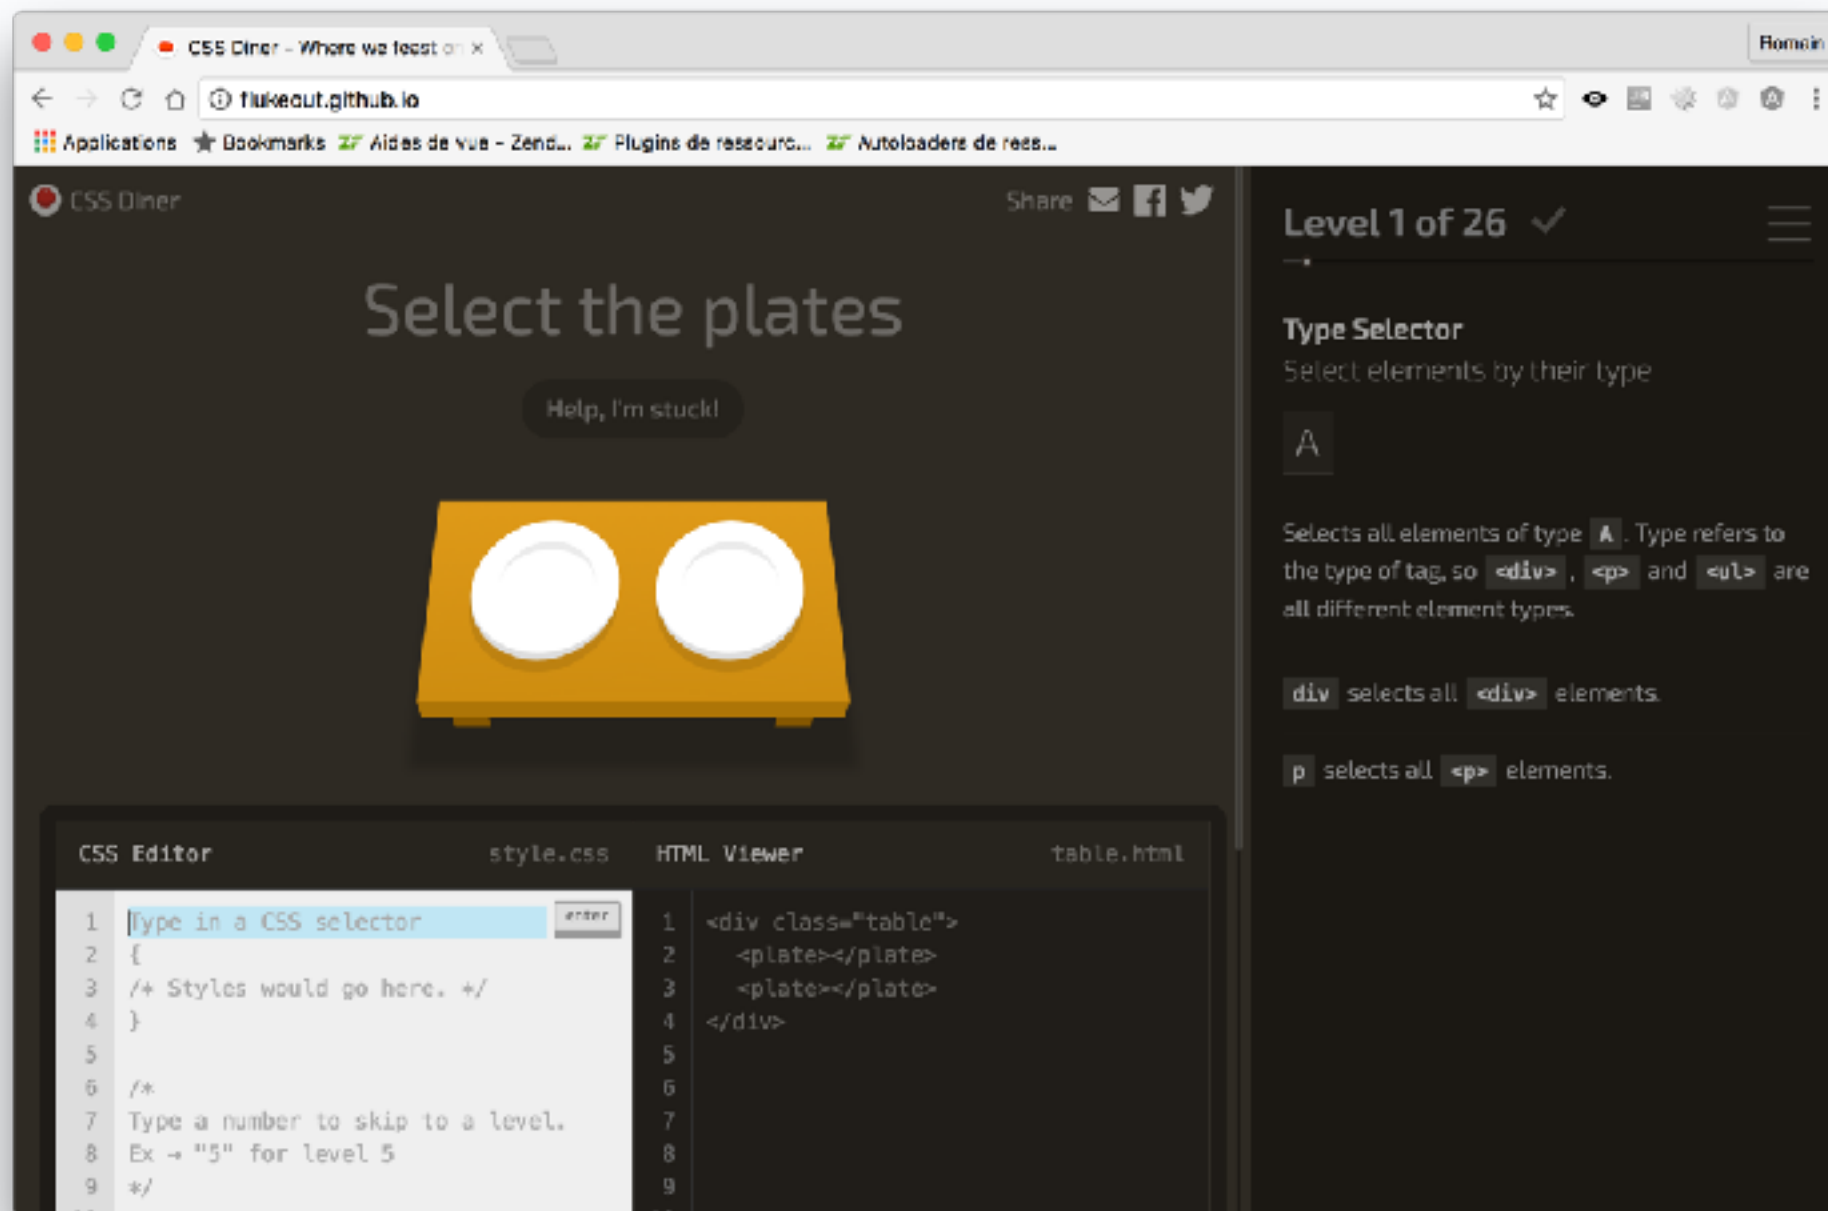 CSS Diner - Where we feast on
Romain
flukeout.github.io
Applications Bookmarks ZF Aides de vue - Zend... ZF Plugins de ressourc... ZF Autoloaders de ress...
CSS Diner
Share
Select the plates
Help, I'm stuck!
CSS Editor style.css
1 Type in a CSS selector enter
2 {
3 /* Styles would go here. */
4 }
5
6 /*
7 Type a number to skip to a level.
8 Ex → "5" for level 5
9 */
HTML Viewer table.html
1 <div class="table">
2 <plate></plate>
3 <plate></plate>
4 </div>
5
6
7
8
9
Level 1 of 26
Type Selector
Select elements by their type
A
Selects all elements of type A . Type refers to
the type of tag, so <div> , <p> and <ul> are
all different element types.
div selects all <div> elements.
p selects all <p> elements.